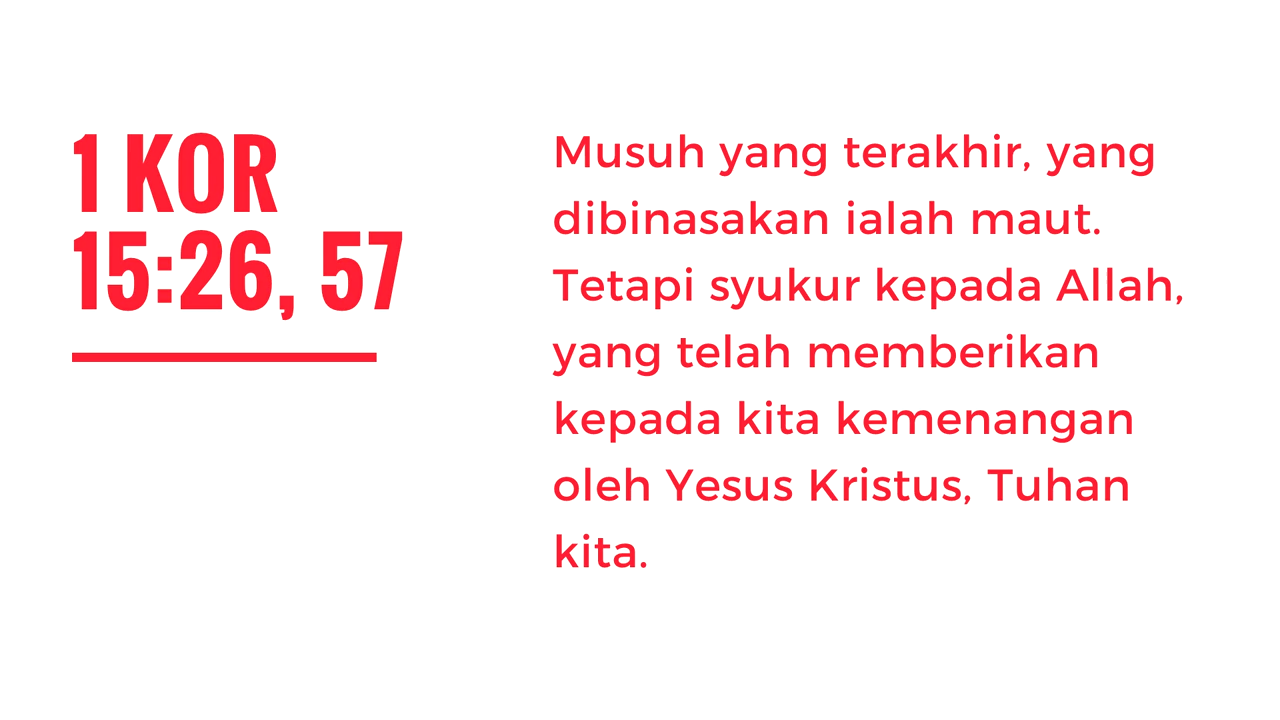 1 KOR
15:26, 57
Musuh yang terakhir, yang
dibinasakan ialah maut.
Tetapi syukur kepada Allah,
yang telah memberikan
kepada kita kemenangan
oleh Yesus Kristus, Tuhan
kita.